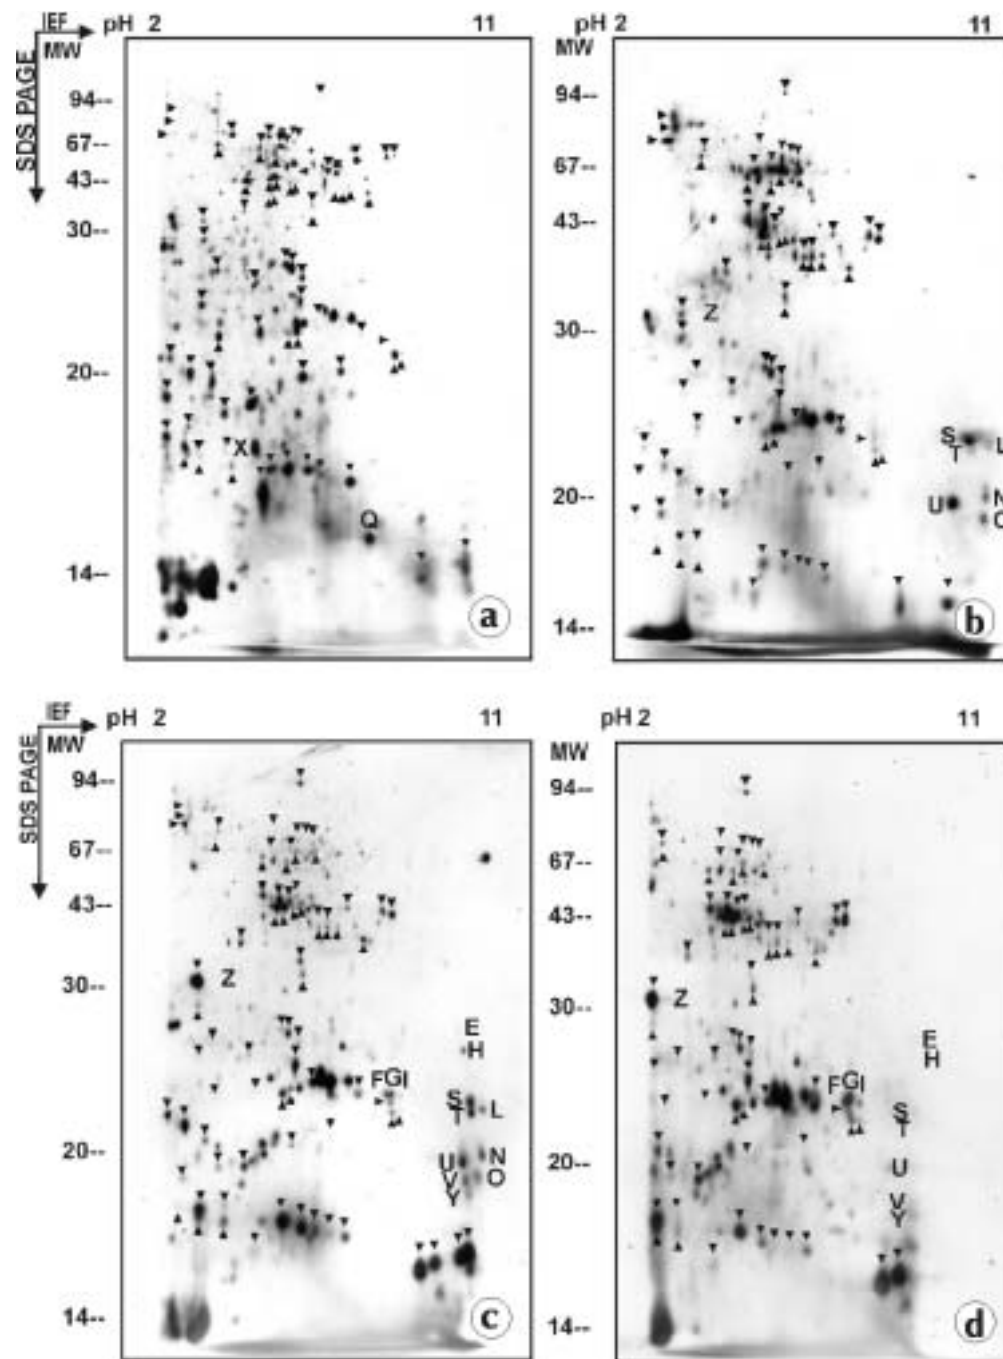 IEF pH 2 11 pH 2 11
SDS PAGE MW MW
94-- 94--
67-- 67--
43-- 43--
30-- 30--
Z
20-- 20--
X S T L
U N
Q O
14-- 14--
a b
IEF pH 2 11 pH 2 11
SDS PAGE MW MW
94-- 94--
67-- 67--
43-- 43--
30-- 30--
Z Z
E E
H H
FGI FGI
S S
T L T
20-- 20--
U N U
V O V
Y Y
14-- 14--
c d